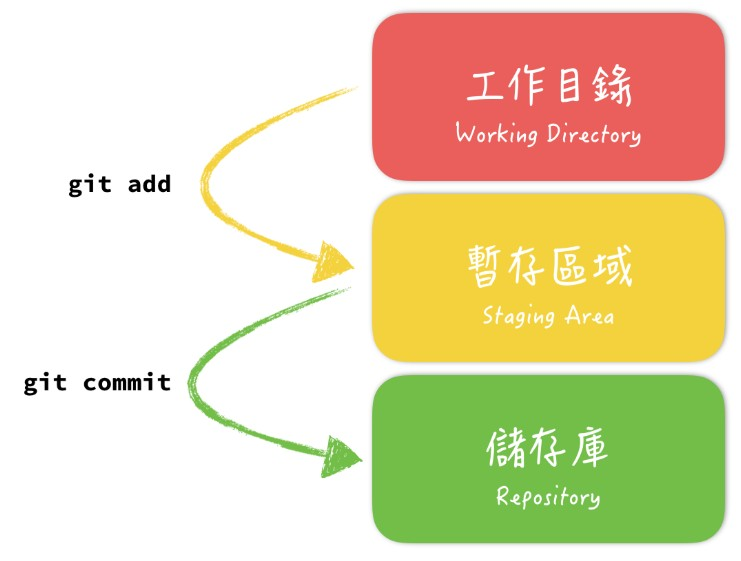 工作目錄
Working Directory
git add
暫存區域
Staging Area
git commit
儲存庫
Repository